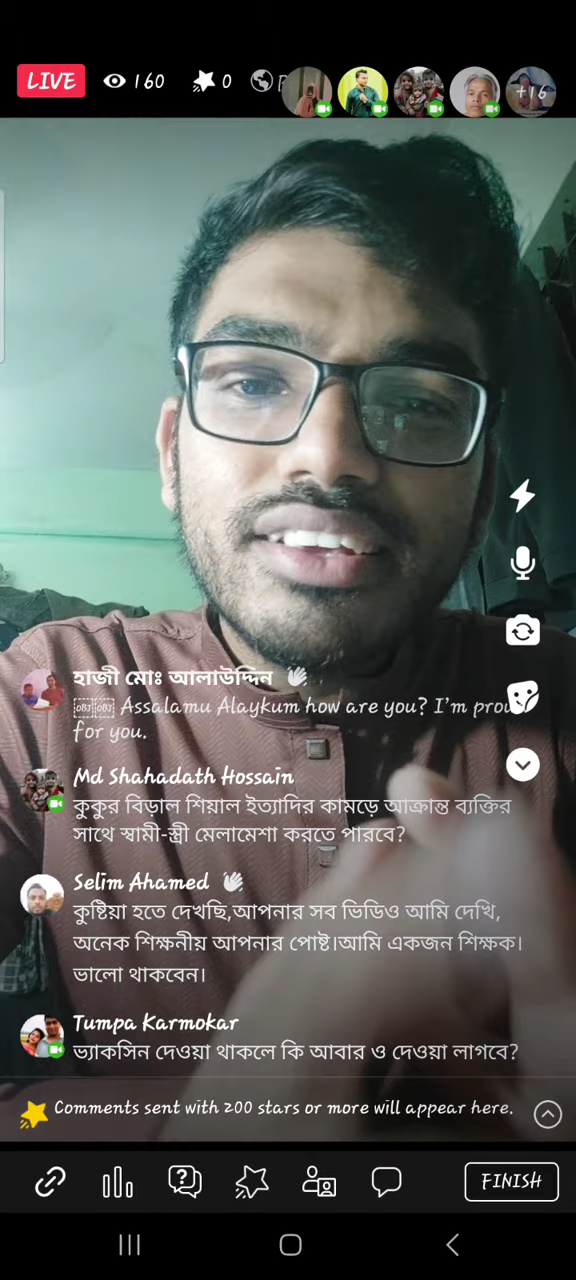 LIVE 160 0
+16
হাজী মোঃ আলাউদ্দিন
Assalamu Alaykum how are you? I'm prou
for you.
Md Shahadath Hossain
কুকুর বিড়াল শিয়াল ইত্যাদির কামড়ে আক্রান্ত ব্যক্তির
সাথে স্বামী-স্ত্রী মেলামেশা করতে পারবে?
Selim Ahamed
কুষ্টিয়া হতে দেখছি,আপনার সব ভিডিও আমি দেখি,
অনেক শিক্ষনীয় আপনার পোষ্ট।আমি একজন শিক্ষক।
ভালো থাকবেন।
Tumpa Karmokar
ভ্যাকসিন দেওয়া থাকলে কি আবার ও দেওয়া লাগবে?
Comments sent with 200 stars or more will appear here.
FINISH